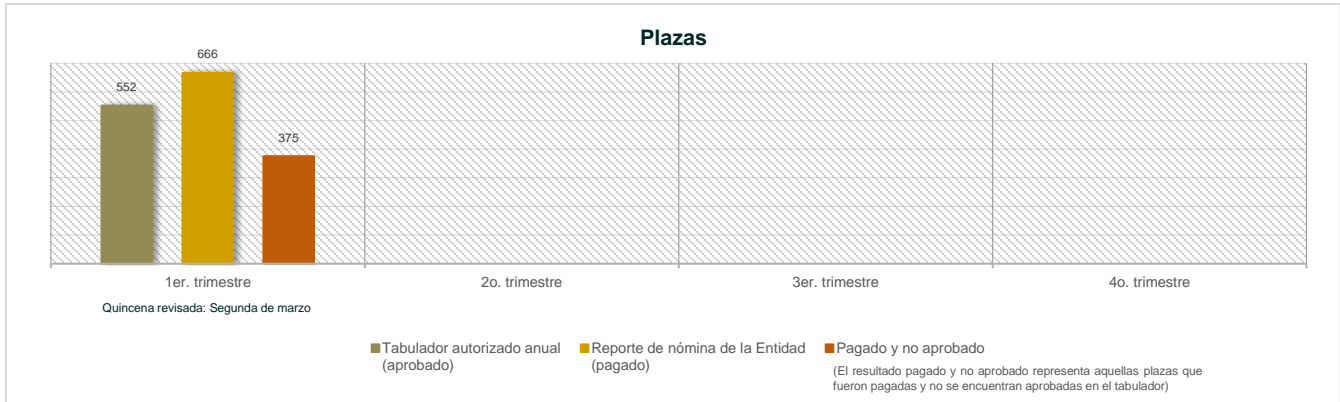 Plazas
666
552
375
1er. trimestre
2o. trimestre
3er. trimestre
4o. trimestre
Quincena revisada: Segunda de marzo
Tabulador autorizado anual
(aprobado)
Reporte de nómina de la Entidad
(pagado)
Pagado y no aprobado
(El resultado pagado y no aprobado representa aquellas plazas que
fueron pagadas y no se encuentran aprobadas en el tabulador)